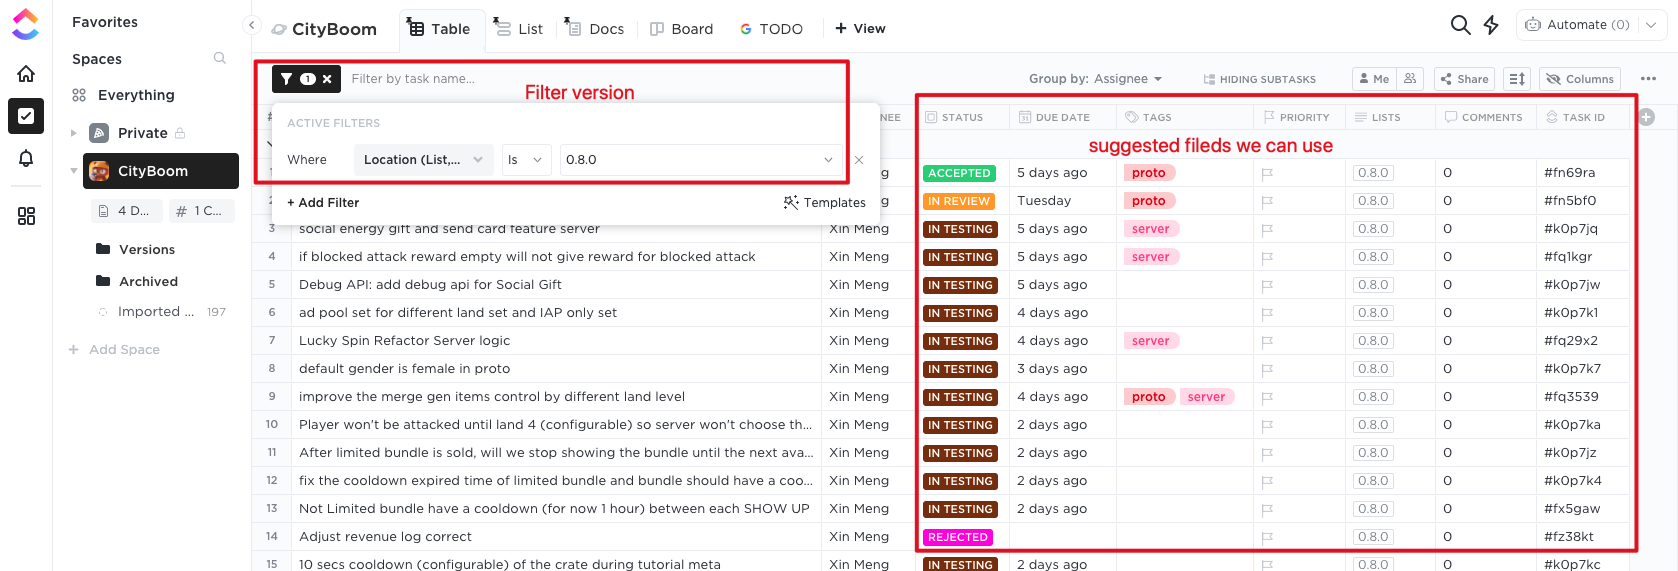 Favorites
Spaces
Everything
Private
CityBoom
4 D...
# 1 C...
Versions
Archived
Imported ... 197
+ Add Space
CityBoom
Table
List
Docs
Board
G TODO
+ View
Automate (0)
1 × Filter by task name...
Filter version
Group by: Assignee
HIDING SUBTASKS
Me
Share
Columns
ACTIVE FILTERS
Where Location (List,... Is 0.8.0
+ Add Filter
Templates
# NEE STATUS DUE DATE TAGS PRIORITY LISTS COMMENTS TASK ID
suggested fileds we can use
1 g ACCEPTED 5 days ago proto 0.8.0 0 #fn69ra
2 g IN REVIEW Tuesday proto 0.8.0 0 #fn5bf0
3 social energy gift and send card feature server Xin Meng IN TESTING 5 days ago server 0.8.0 0 #k0p7jq
4 if blocked attack reward empty will not give reward for blocked attack Xin Meng IN TESTING 5 days ago server 0.8.0 0 #fq1kgr
5 Debug API: add debug api for Social Gift Xin Meng IN TESTING 5 days ago 0.8.0 0 #k0p7jw
6 ad pool set for different land set and IAP only set Xin Meng IN TESTING 4 days ago 0.8.0 0 #k0p7k1
7 Lucky Spin Refactor Server logic Xin Meng IN TESTING 4 days ago server 0.8.0 0 #fq29x2
8 default gender is female in proto Xin Meng IN TESTING 3 days ago 0.8.0 0 #k0p7k7
9 improve the merge gen items control by different land level Xin Meng IN TESTING 4 days ago proto server 0.8.0 0 #fq3539
10 Player won't be attacked until land 4 (configurable) so server won't choose th... Xin Meng IN TESTING 2 days ago 0.8.0 0 #k0p7ka
11 After limited bundle is sold, will we stop showing the bundle until the next ava... Xin Meng IN TESTING 2 days ago 0.8.0 0 #k0p7jz
12 fix the cooldown expired time of limited bundle and bundle should have a coo... Xin Meng IN TESTING 2 days ago 0.8.0 0 #k0p7k4
13 Not Limited bundle have a cooldown (for now 1 hour) between each SHOW UP Xin Meng IN TESTING 2 days ago 0.8.0 0 #fx5gaw
14 Adjust revenue log correct Xin Meng REJECTED 0.8.0 0 #fz38kt
15 10 secs cooldown (configurable) of the crate during tutorial meta Xin Meng IN TESTING 2 days ago 0.8.0 0 #k0p7kc